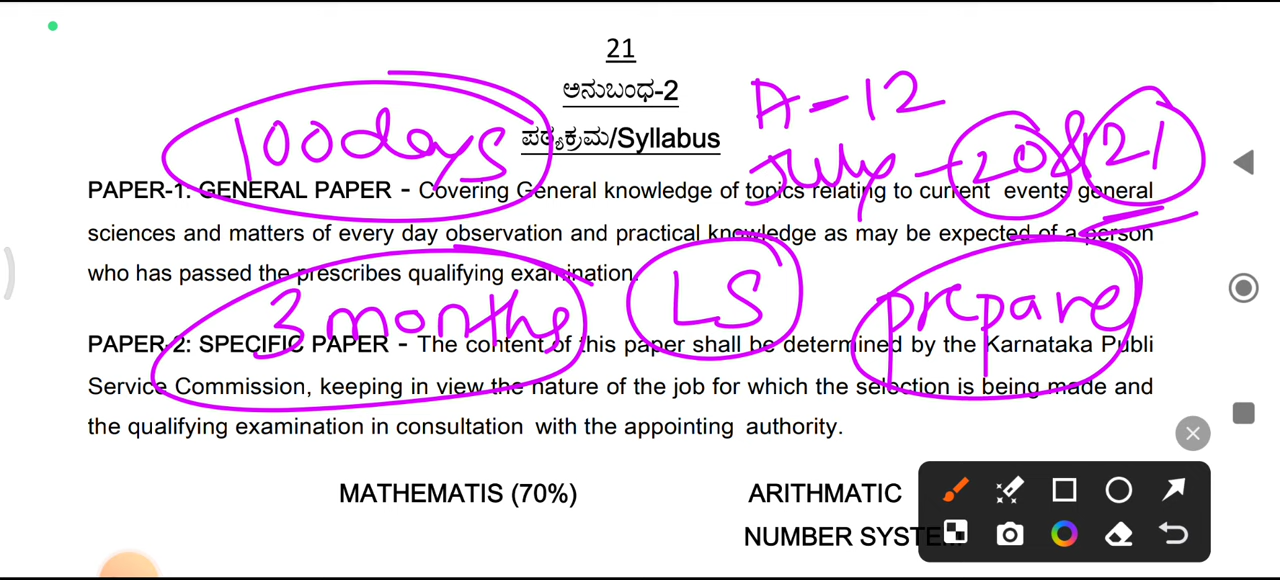 21
ಅನುಬಂಧ-2
A-12
100days
ಪಠ್ಯಕ್ರಮ/Syllabus
July - 20 & 21
PAPER-1: GENERAL PAPER - Covering General knowledge of topics relating to current events general
sciences and matters of every day observation and practical knowledge as may be expected of a person
who has passed the prescribes qualifying examination.
3 months
LS
prepare
PAPER-2: SPECIFIC PAPER - The content of this paper shall be determined by the Karnataka Publi
Service Commission, keeping in view the nature of the job for which the selection is being made and
the qualifying examination in consultation with the appointing authority.
MATHEMATIS (70%) ARITHMATIC
NUMBER SYSTE